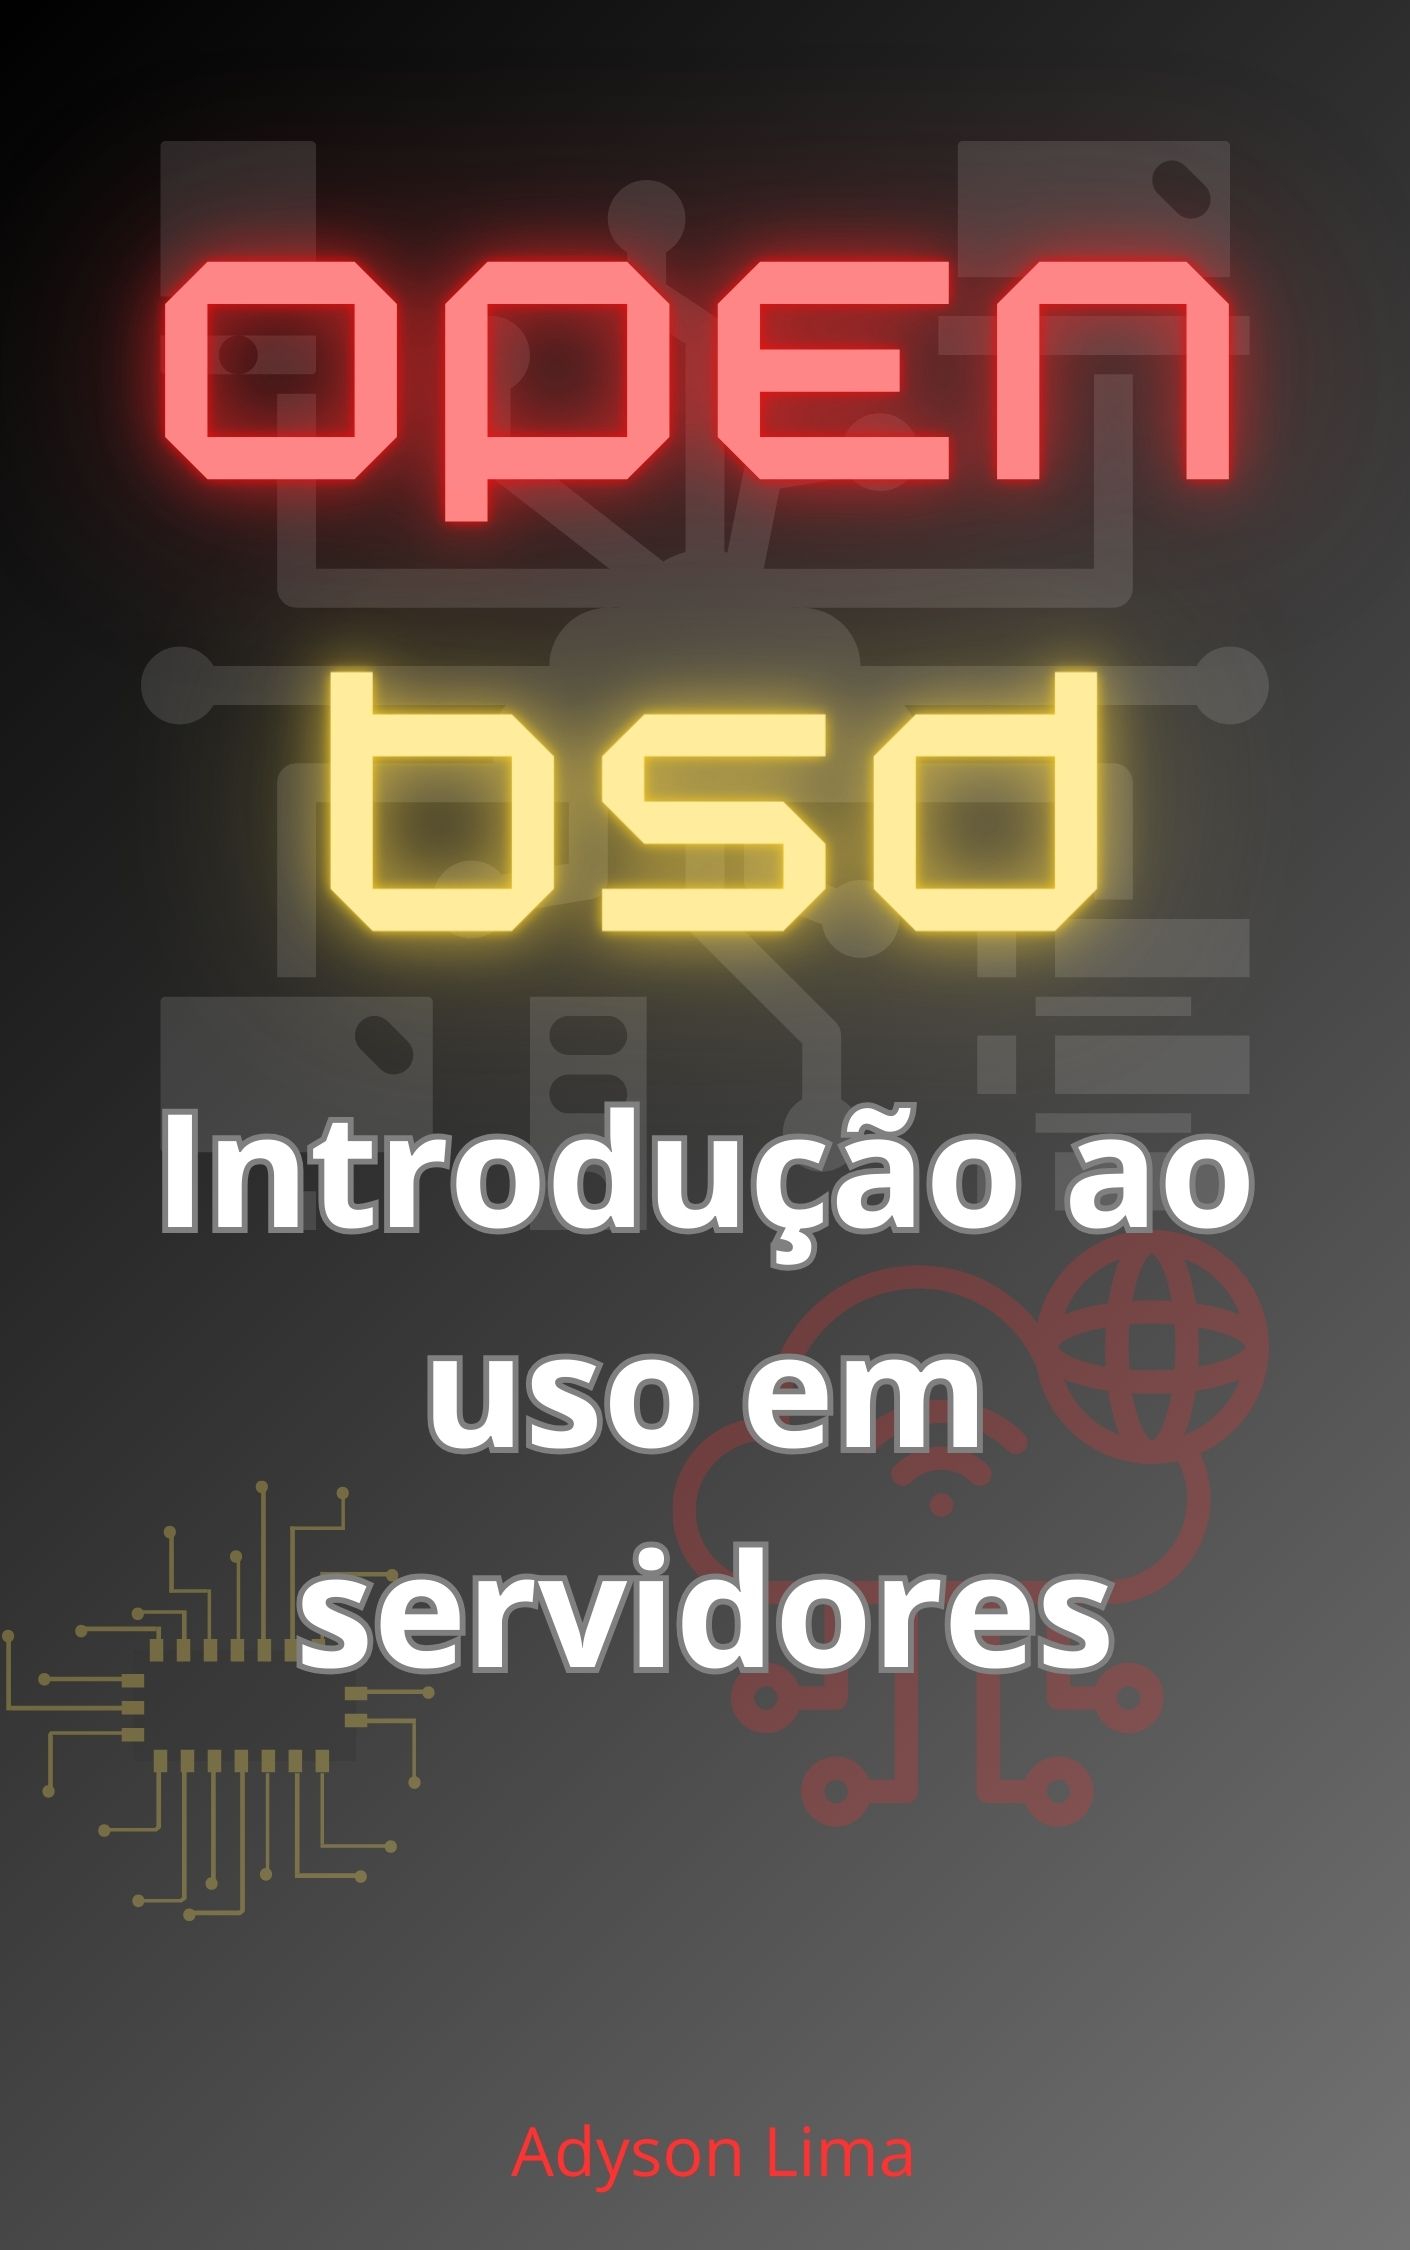 open
bsd
Introdução ao
uso em
servidores
Adyson Lima